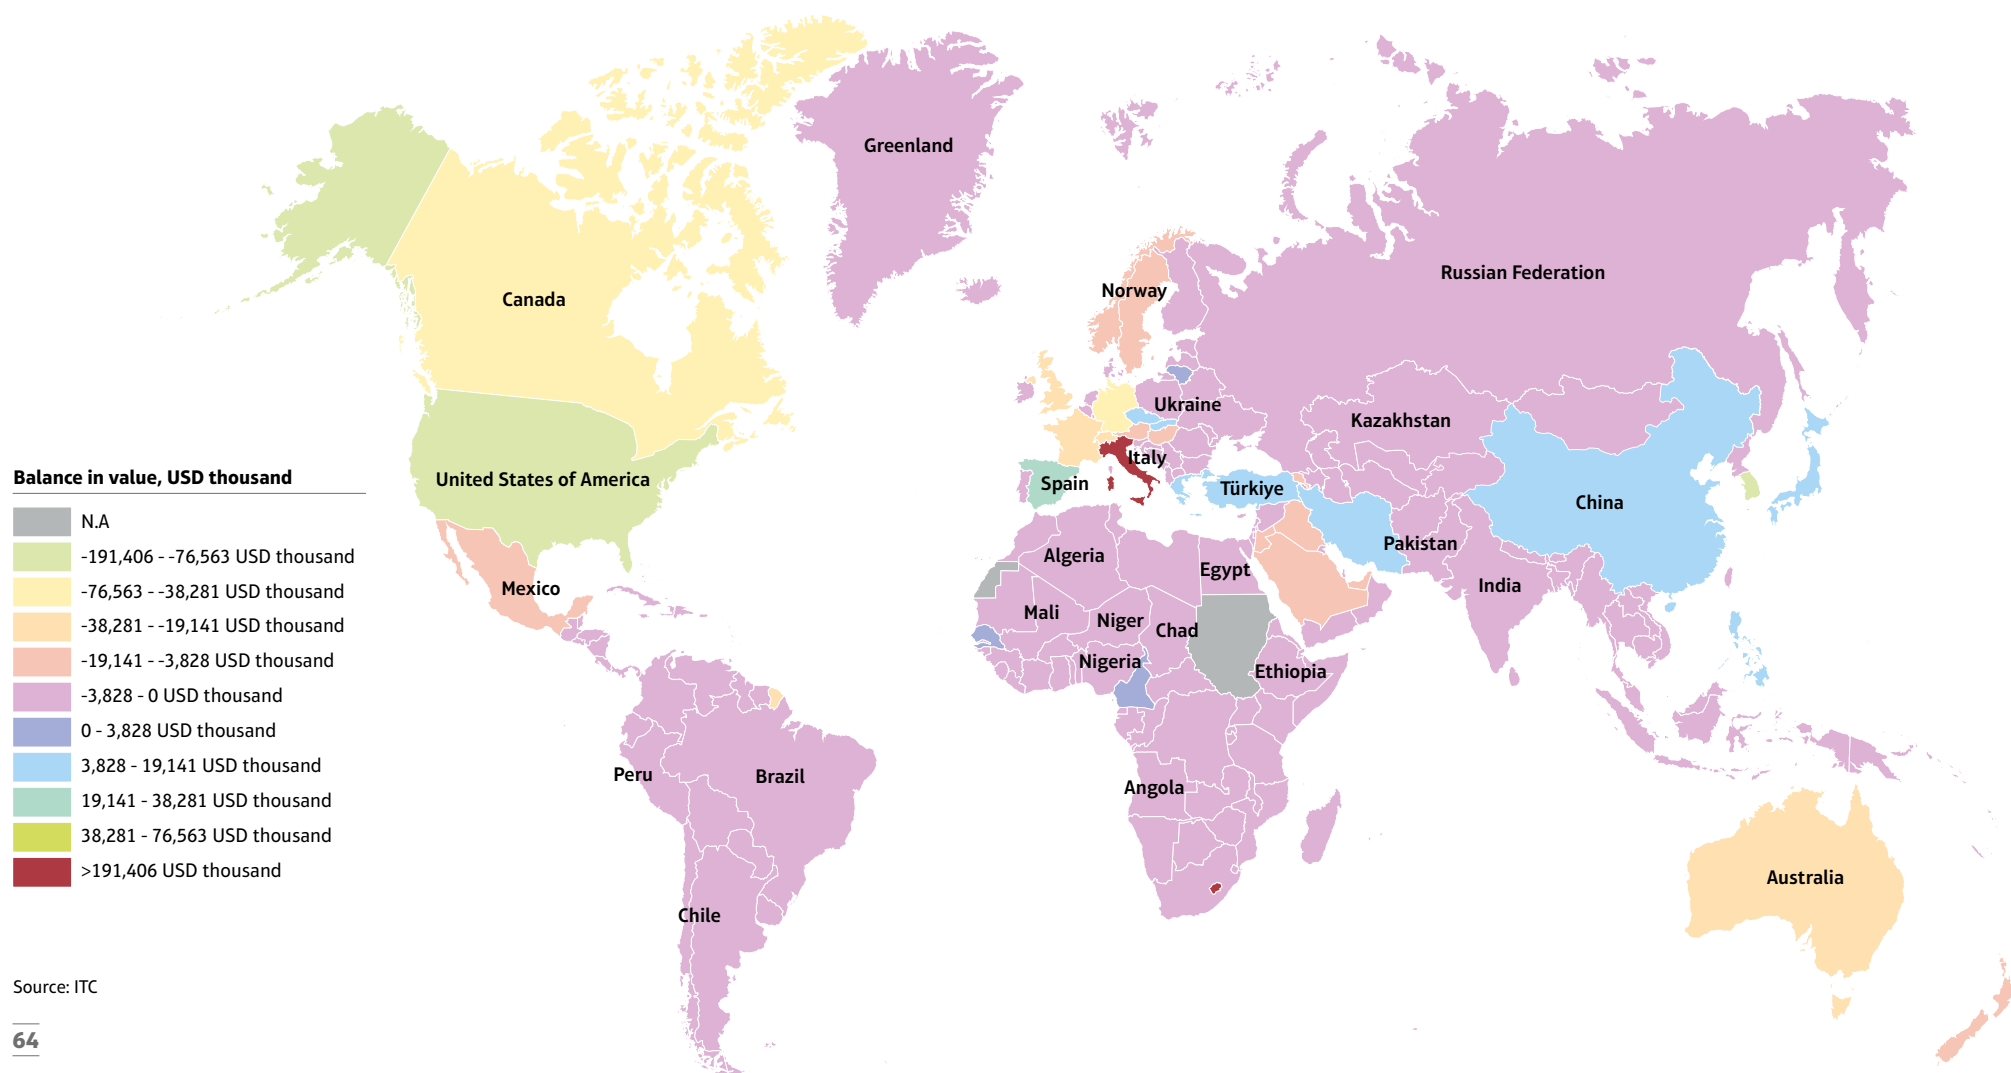 Greenland
Russian Federation
Norway
Canada
Ukraine
Kazakhstan
Italy
United States of America
Spain
Türkiye
China
Pakistan
Algeria
Egypt
India
Mexico
Mali
Niger
Chad
Nigeria
Ethiopia
Peru
Brazil
Angola
Australia
Chile
Balance in value, USD thousand
N.A
-191,406 - -76,563 USD thousand
-76,563 - -38,281 USD thousand
-38,281 - -19,141 USD thousand
-19,141 - -3,828 USD thousand
-3,828 - 0 USD thousand
0 - 3,828 USD thousand
3,828 - 19,141 USD thousand
19,141 - 38,281 USD thousand
38,281 - 76,563 USD thousand
>191,406 USD thousand
Source: ITC
64